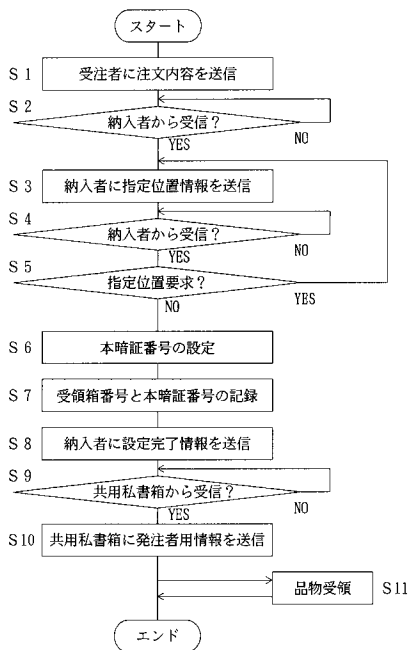 スタート
S1 受注者に注文内容を送信
S2 納入者から受信？
YES NO
S3 納入者に指定位置情報を送信
S4 納入者から受信？
YES NO
S5 指定位置要求？
NO YES
S6 本暗証番号の設定
S7 受領箱番号と本暗証番号の記録
S8 納入者に設定完了情報を送信
S9 共用私書箱から受信？
YES NO
S10 共用私書箱に発注者用情報を送信
品物受領 S11
エンド